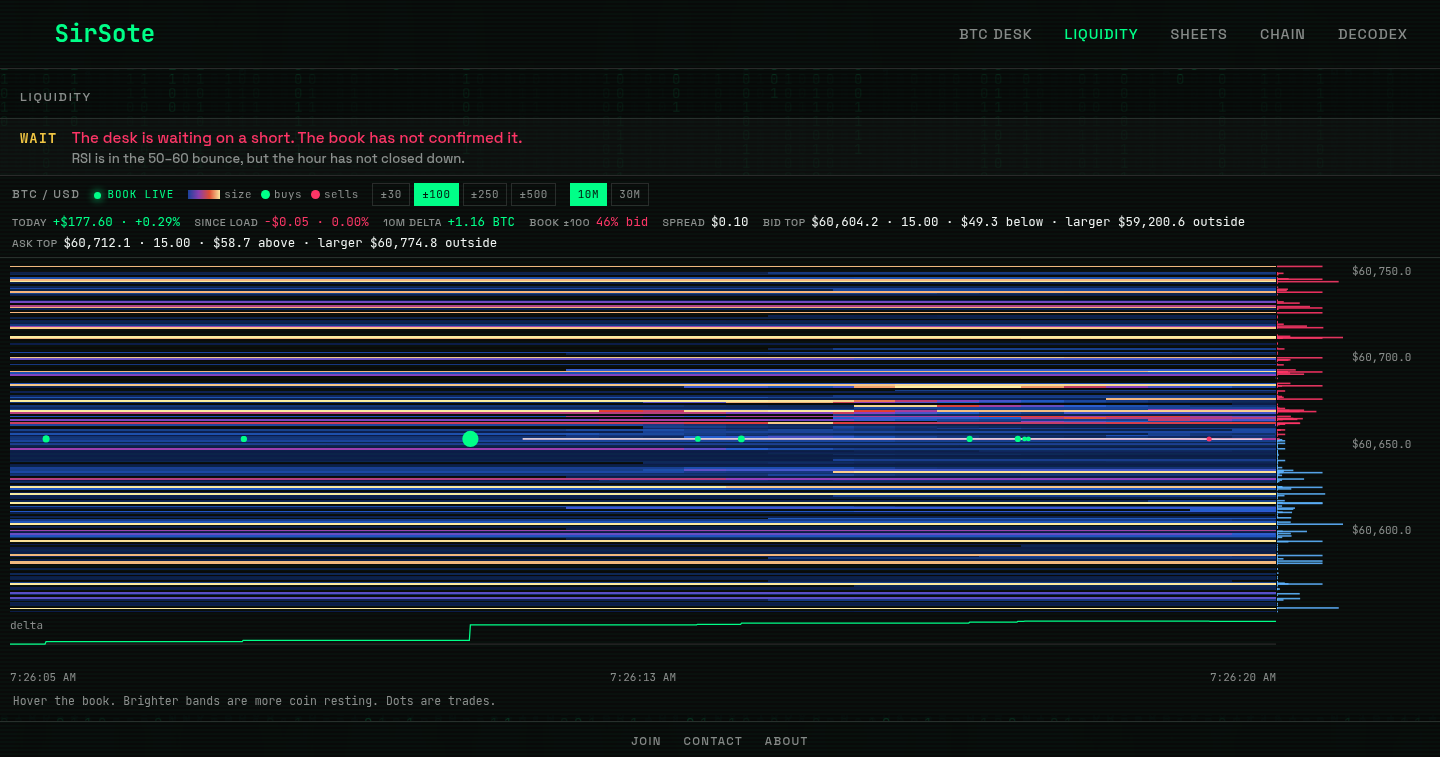 SirSote
BTC DESK LIQUIDITY SHEETS CHAIN DECODEX
LIQUIDITY
WAIT The desk is waiting on a short. The book has not confirmed it.
RSI is in the 50–60 bounce, but the hour has not closed down.
BTC / USD BOOK LIVE size buys sells ±30 ±100 ±250 ±500 10M 30M
TODAY +$177.60 · +0.29% SINCE LOAD -$0.05 · 0.00% 10M DELTA +1.16 BTC BOOK ±100 46% bid SPREAD $0.10 BID TOP $60,604.2 · 15.00 · $49.3 below · larger $59,200.6 outside
ASK TOP $60,712.1 · 15.00 · $58.7 above · larger $60,774.8 outside
$60,750.0
$60,700.0
$60,650.0
$60,600.0
delta
7:26:05 AM 7:26:13 AM 7:26:20 AM
Hover the book. Brighter bands are more coin resting. Dots are trades.
JOIN CONTACT ABOUT